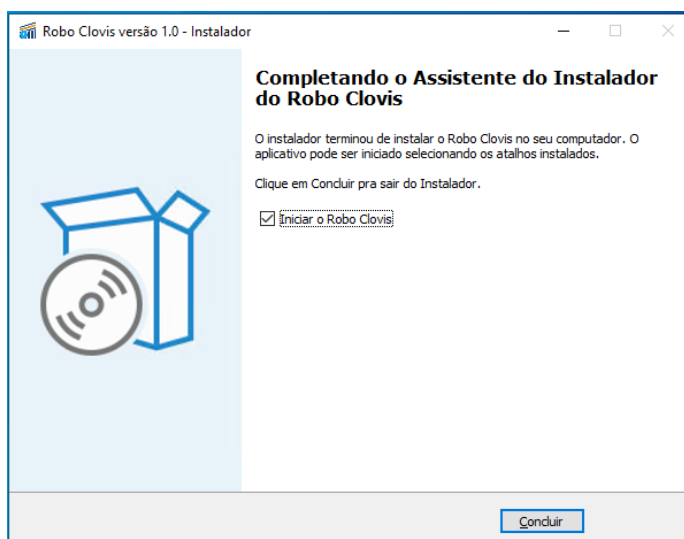 Robo Clovis versão 1.0 - Instalador
Completando o Assistente do Instalador
do Robo Clovis
O instalador terminou de instalar o Robo Clovis no seu computador. O
aplicativo pode ser iniciado selecionando os atalhos instalados.
Clique em Concluir pra sair do Instalador.
Iniciar o Robo Clovis
Concluir